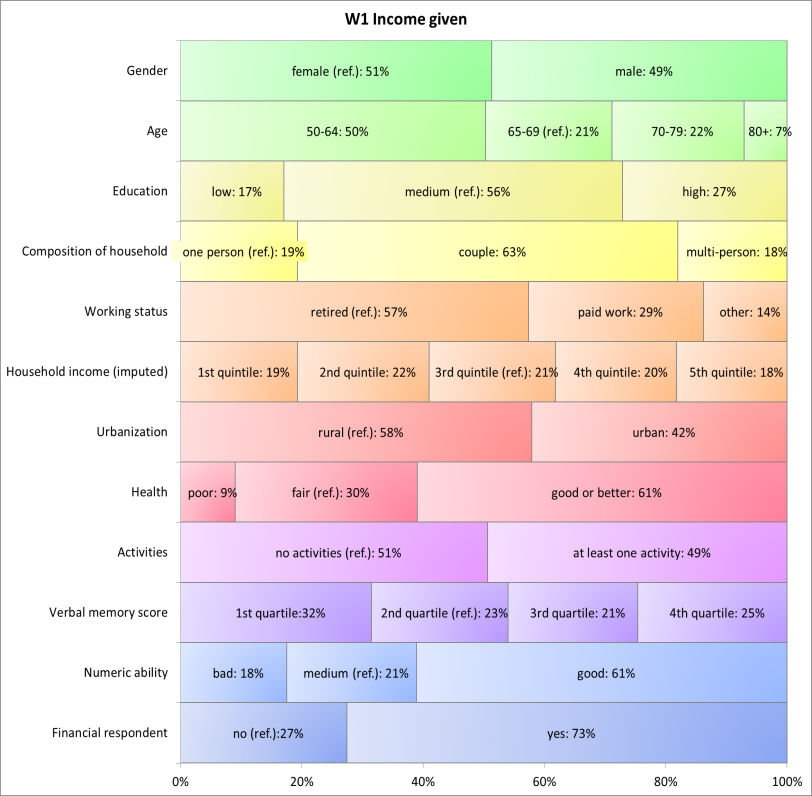 W1 Income given
Gender female (ref.): 51% male: 49%
Age 50-64: 50% 65-69 (ref.): 21% 70-79: 22% 80+: 7%
Education low: 17% medium (ref.): 56% high: 27%
Composition of household one person (ref.): 19% couple: 63% multi-person: 18%
Working status retired (ref.): 57% paid work: 29% other: 14%
Household income (imputed) 1st quintile: 19% 2nd quintile: 22% 3rd quintile (ref.): 21% 4th quintile: 20% 5th quintile: 18%
Urbanization rural (ref.): 58% urban: 42%
Health poor: 9% fair (ref.): 30% good or better: 61%
Activities no activities (ref.): 51% at least one activity: 49%
Verbal memory score 1st quartile:32% 2nd quartile (ref.): 23% 3rd quartile: 21% 4th quartile: 25%
Numeric ability bad: 18% medium (ref.): 21% good: 61%
Financial respondent no (ref.):27% yes: 73%
0% 20% 40% 60% 80% 100%